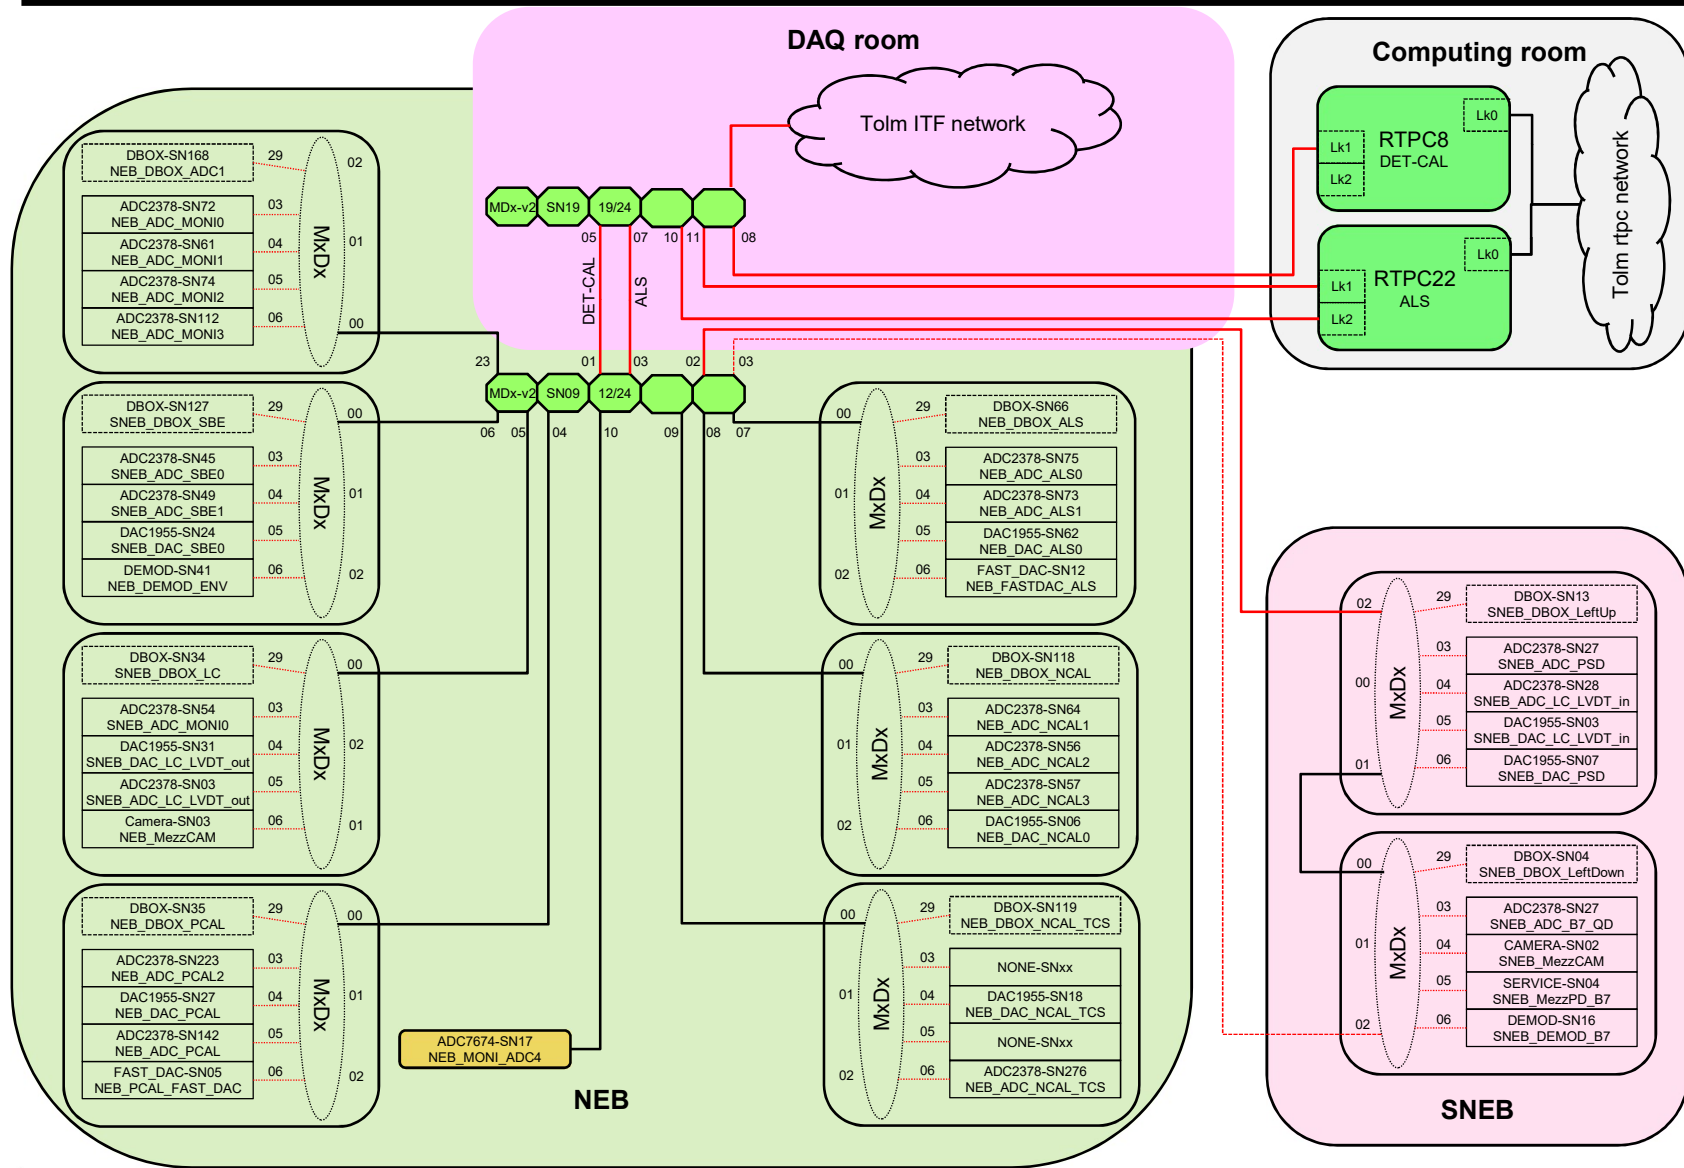 DAQ room
Tolm ITF network
MDx-v2
SN19
19/24
05
07
10
11
08
DET-CAL
ALS
Computing room
RTPC8
DET-CAL
Lk0
Lk1
Lk2
RTPC22
ALS
Lk0
Lk1
Lk2
Tolm rtpc network
23
01
03
02
03
MDx-v2
SN09
12/24
06
05
04
10
09
08
07
DBOX-SN168
NEB_DBOX_ADC1
29
02
ADC2378-SN72
NEB_ADC_MONI0
03
ADC2378-SN61
NEB_ADC_MONI1
04
01
ADC2378-SN74
NEB_ADC_MONI2
05
ADC2378-SN112
NEB_ADC_MONI3
06
00
MxDx
DBOX-SN127
SNEB_DBOX_SBE
29
00
ADC2378-SN45
SNEB_ADC_SBE0
03
ADC2378-SN49
SNEB_ADC_SBE1
04
01
DAC1955-SN24
SNEB_DAC_SBE0
05
DEMOD-SN41
NEB_DEMOD_ENV
06
02
MxDx
DBOX-SN34
SNEB_DBOX_LC
29
00
ADC2378-SN54
SNEB_ADC_MONI0
03
DAC1955-SN31
SNEB_DAC_LC_LVDT_out
04
02
ADC2378-SN03
SNEB_ADC_LC_LVDT_out
05
Camera-SN03
NEB_MezzCAM
06
01
MxDx
DBOX-SN35
NEB_DBOX_PCAL
29
00
ADC2378-SN223
NEB_ADC_PCAL2
03
DAC1955-SN27
NEB_DAC_PCAL
04
01
ADC2378-SN142
NEB_ADC_PCAL
05
FAST_DAC-SN05
NEB_PCAL_FAST_DAC
06
02
MxDx
ADC7674-SN17
NEB_MONI_ADC4
NEB
00
29
DBOX-SN66
NEB_DBOX_ALS
03
ADC2378-SN75
NEB_ADC_ALS0
01
04
ADC2378-SN73
NEB_ADC_ALS1
05
DAC1955-SN62
NEB_DAC_ALS0
02
06
FAST_DAC-SN12
NEB_FASTDAC_ALS
MxDx
00
29
DBOX-SN118
NEB_DBOX_NCAL
03
ADC2378-SN64
NEB_ADC_NCAL1
01
04
ADC2378-SN56
NEB_ADC_NCAL2
05
ADC2378-SN57
NEB_ADC_NCAL3
02
06
DAC1955-SN06
NEB_DAC_NCAL0
MxDx
00
29
DBOX-SN119
NEB_DBOX_NCAL_TCS
03
NONE-SNxx
01
04
DAC1955-SN18
NEB_DAC_NCAL_TCS
05
NONE-SNxx
02
06
ADC2378-SN276
NEB_ADC_NCAL_TCS
MxDx
02
29
DBOX-SN13
SNEB_DBOX_LeftUp
03
ADC2378-SN27
SNEB_ADC_PSD
00
04
ADC2378-SN28
SNEB_ADC_LC_LVDT_in
05
DAC1955-SN03
SNEB_DAC_LC_LVDT_in
01
06
DAC1955-SN07
SNEB_DAC_PSD
MxDx
00
29
DBOX-SN04
SNEB_DBOX_LeftDown
03
ADC2378-SN27
SNEB_ADC_B7_QD
01
04
CAMERA-SN02
SNEB_MezzCAM
05
SERVICE-SN04
SNEB_MezzPD_B7
02
06
DEMOD-SN16
SNEB_DEMOD_B7
MxDx
SNEB